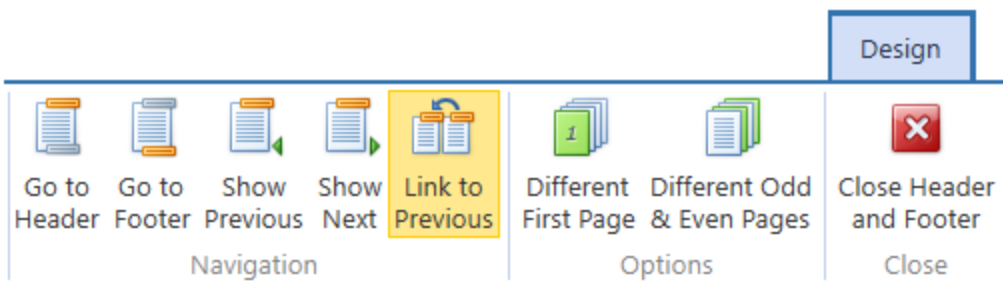 Design
Go to
Header
Go to
Footer
Show
Previous
Show
Next
Link to
Previous
1
Different
First Page
Different Odd
& Even Pages
Close Header
and Footer
Navigation
Options
Close